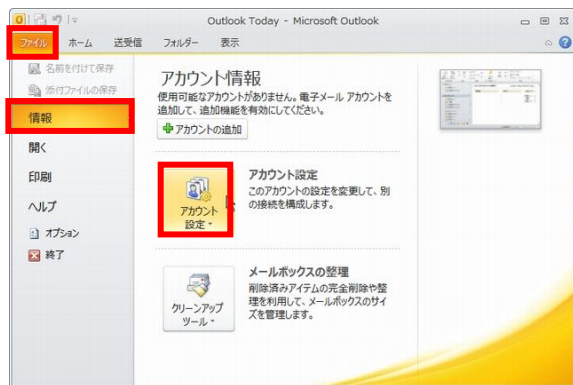 Outlook Today - Microsoft Outlook
ファイル ホーム 送受信 フォルダー 表示
名前を付けて保存
添付ファイルの保存
情報
開く
印刷
ヘルプ
オプション
終了
アカウント情報
使用可能なアカウントがありません。電子メール アカウントを
追加して、追加機能を有効にしてください。
アカウントの追加
アカウント
設定
アカウント設定
このアカウントの設定を変更して、別
の接続を構成します。
クリーンアップ
ツール
メールボックスの整理
削除済みアイテムの完全削除や整
理を利用して、メールボックスのサイ
ズを管理します。